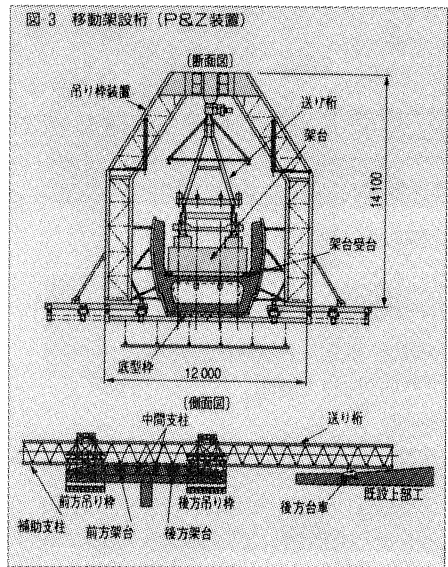 図 3 移動架設桁 (P&Z装置)
〔断面図〕
吊り枠装置
送り桁
架台
14 100
架台受台
底型枠
12 000
〔側面図〕
中間支柱
送り桁
前方吊り枠
後方吊り枠
後方台車
既設上部工
補助支柱
前方架台
後方架台